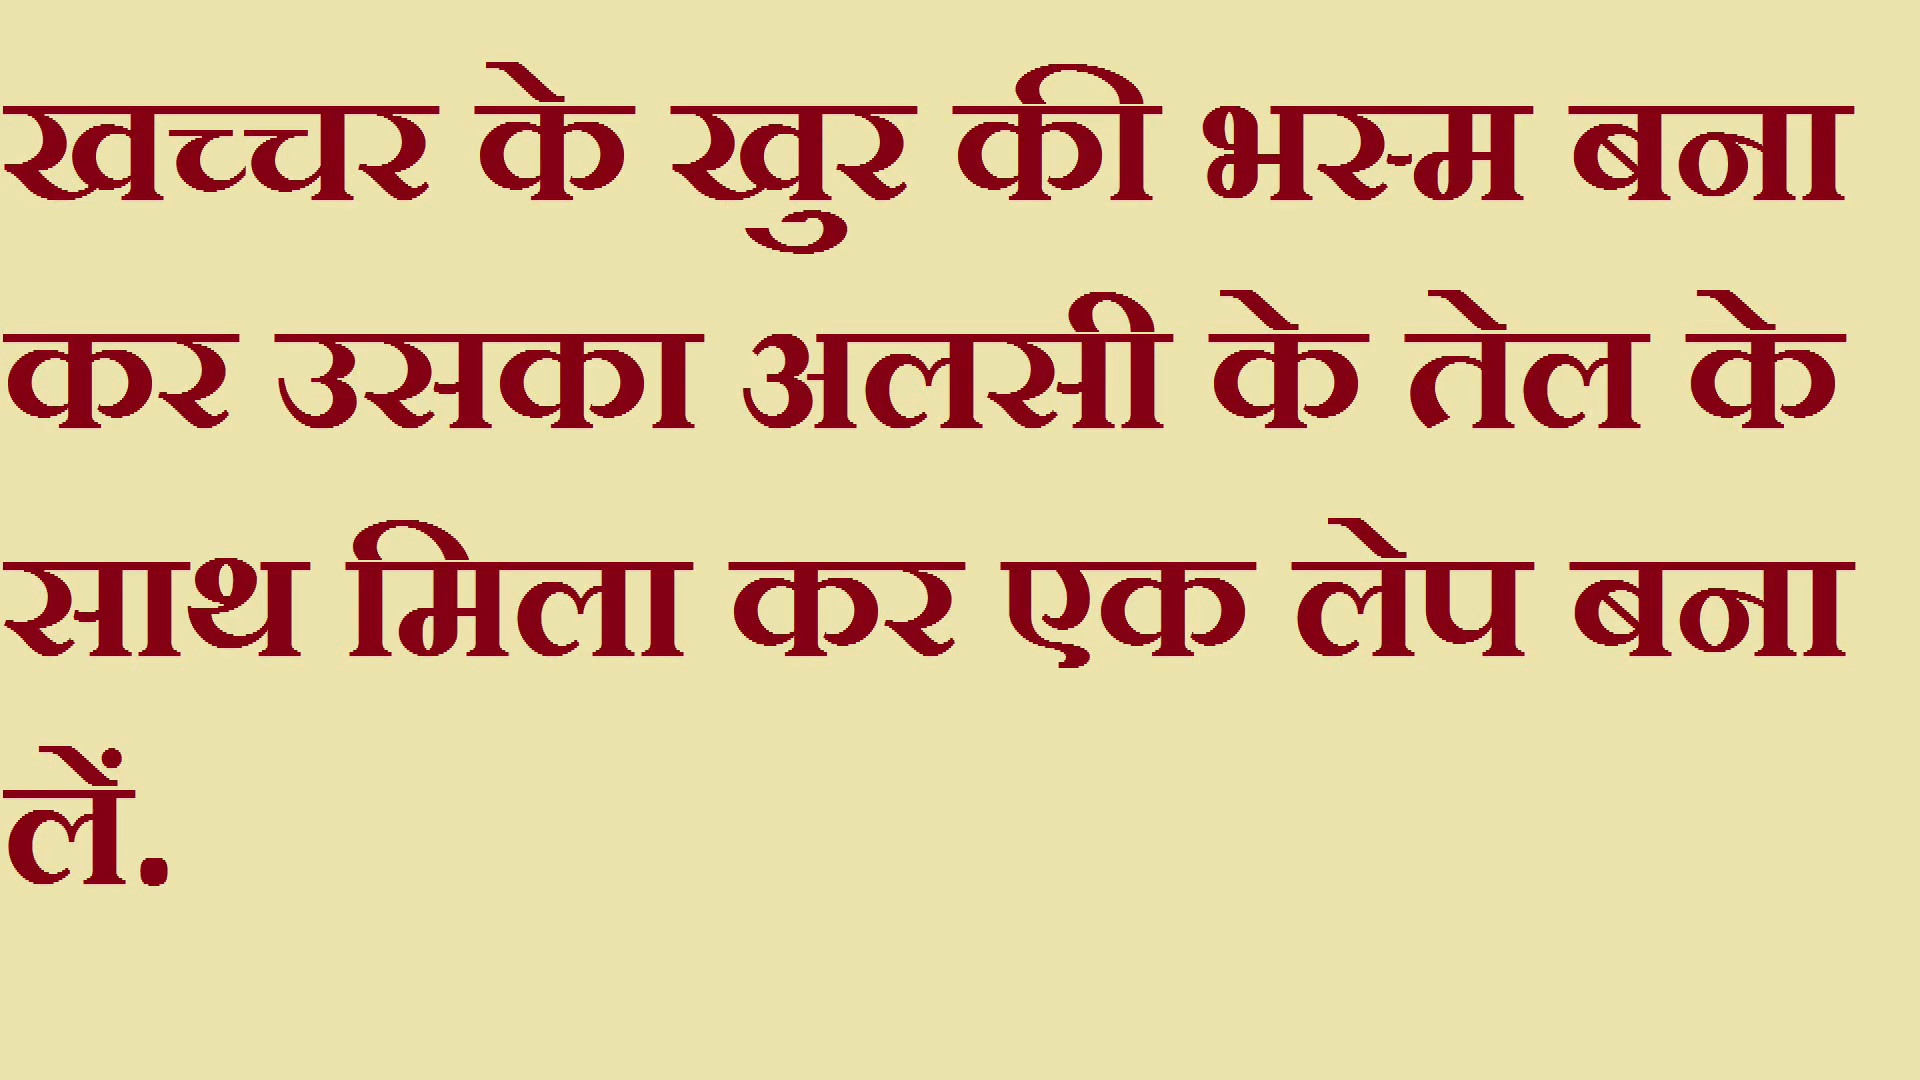 खच्चर के खुर की भस्म बना
कर उसका अलसी के तेल के
साथ मिला कर एक लेप बना
लें.